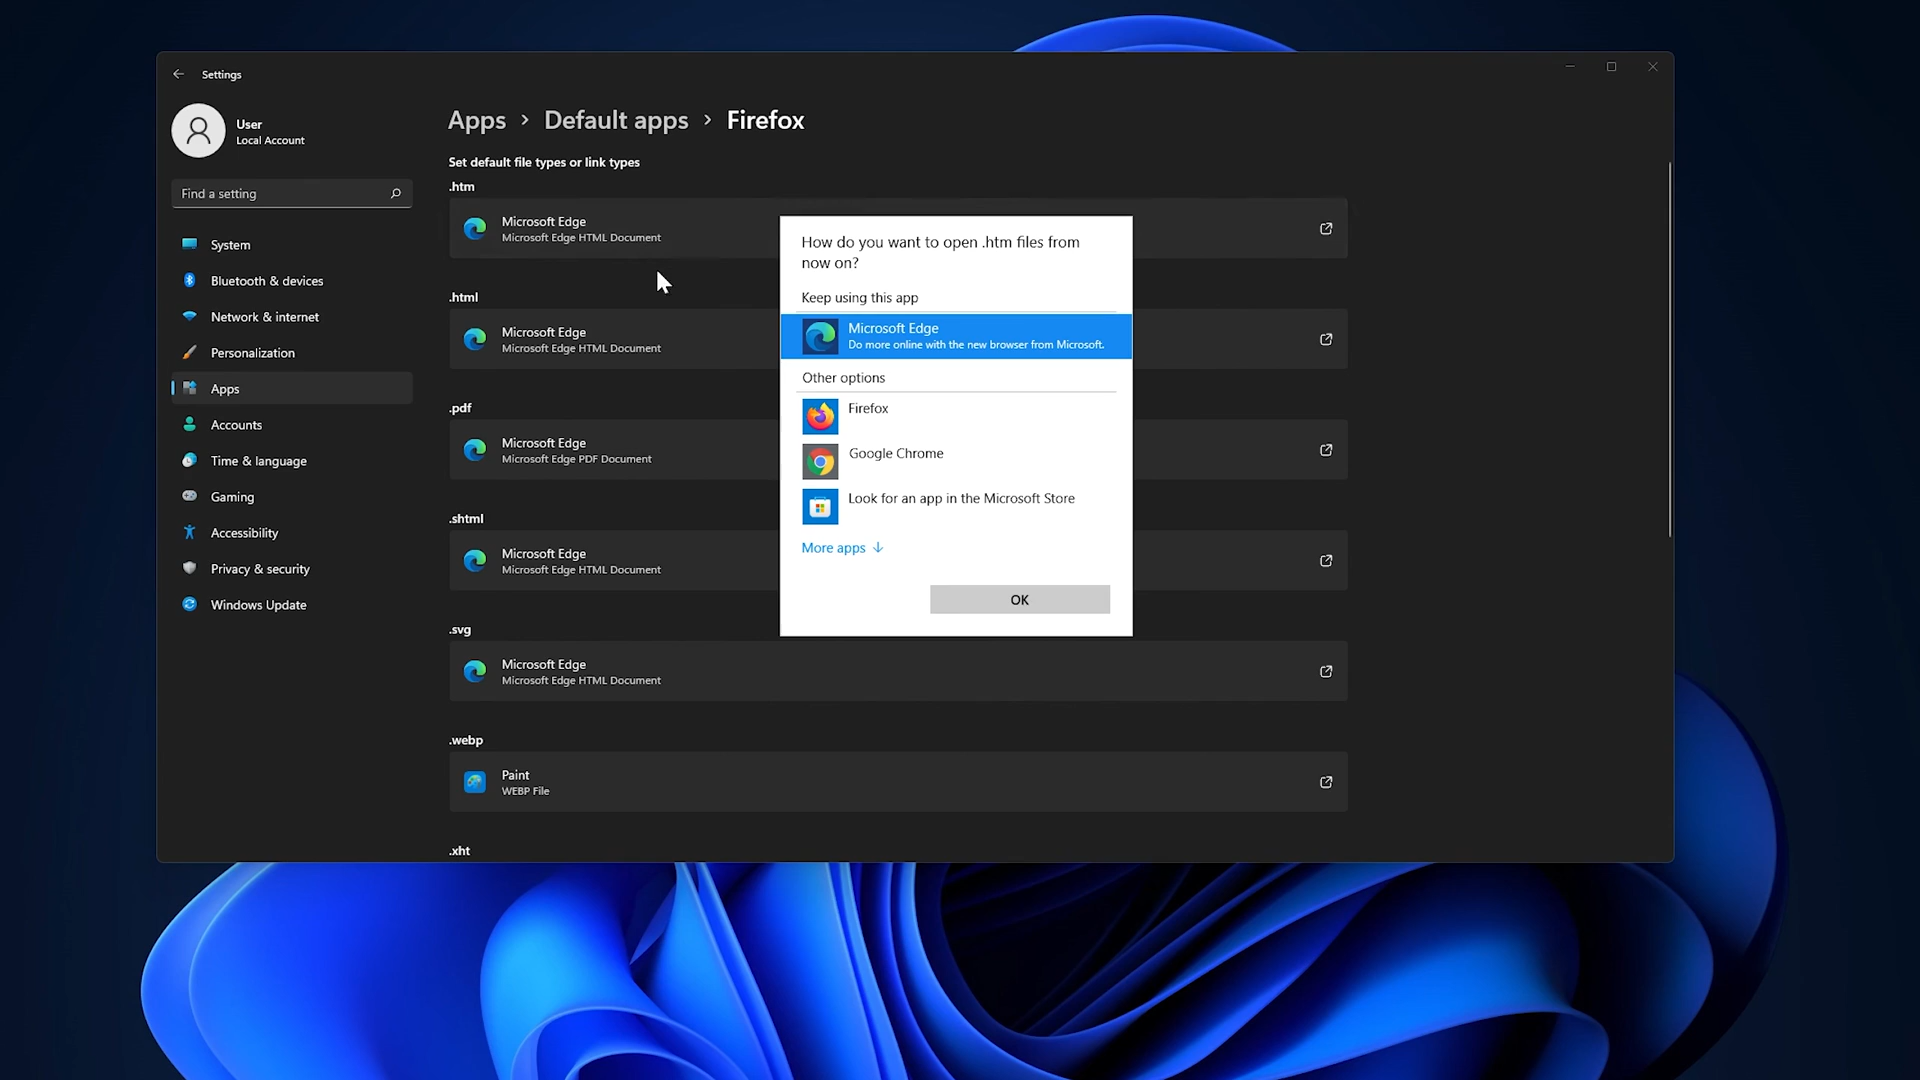 Settings
User
Local Account
Find a setting
System
Bluetooth & devices
Network & internet
Personalization
Apps
Accounts
Time & language
Gaming
Accessibility
Privacy & security
Windows Update
Apps > Default apps > Firefox
Set default file types or link types
.htm
Microsoft Edge
Microsoft Edge HTML Document
.html
Microsoft Edge
Microsoft Edge HTML Document
.pdf
Microsoft Edge
Microsoft Edge PDF Document
.shtml
Microsoft Edge
Microsoft Edge HTML Document
.svg
Microsoft Edge
Microsoft Edge HTML Document
.webp
Paint
WEBP File
.xht
How do you want to open .htm files from
now on?
Keep using this app
Microsoft Edge
Do more online with the new browser from Microsoft.
Other options
Firefox
Google Chrome
Look for an app in the Microsoft Store
More apps ↓
OK